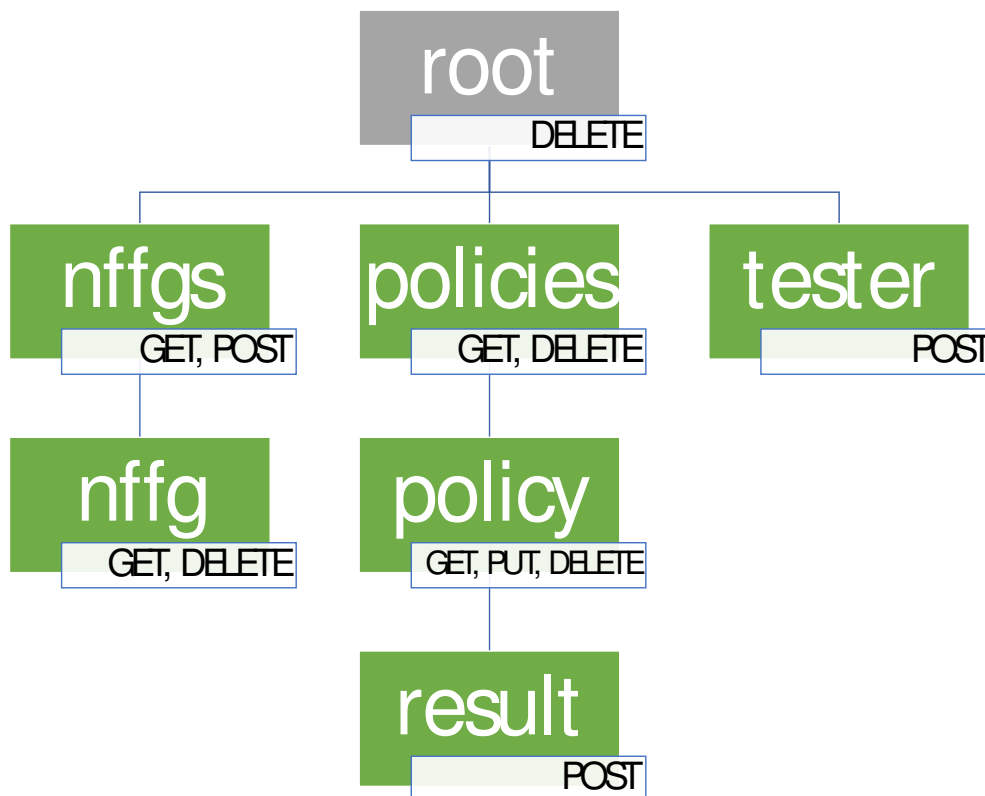 root
DELETE
nffgs
GET, POST
policies
GET, DELETE
tester
POST
nffg
GET, DELETE
policy
GET, PUT, DELETE
result
POST